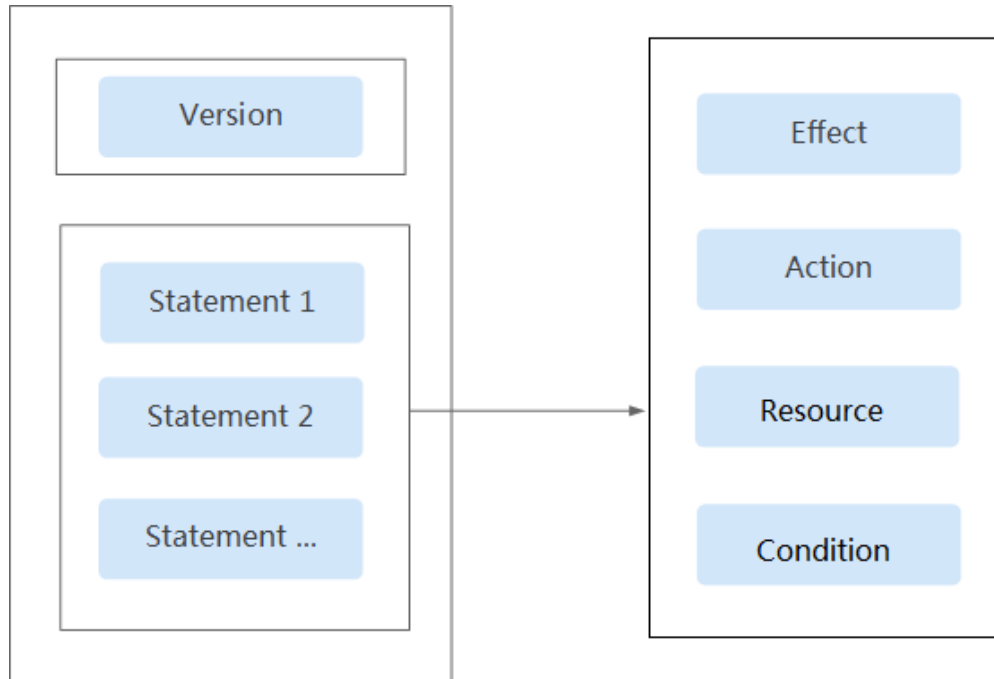 Version
Statement 1
Statement 2
Statement ...
Effect
Action
Resource
Condition